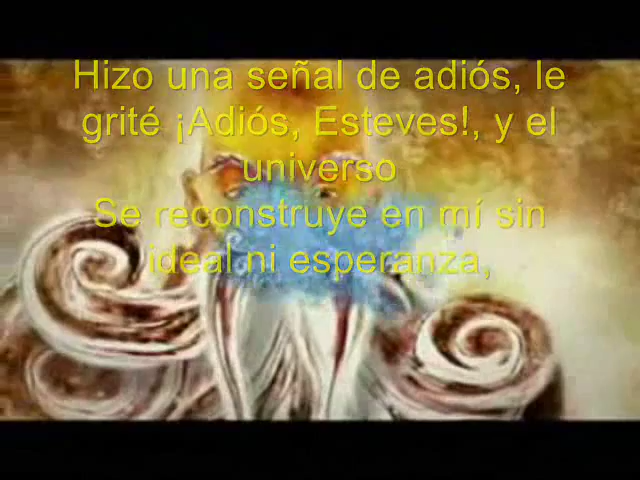 Hizo una señal de adiós, le
grité ¡Adiós, Esteves!, y el
universo
Se reconstruye en mí sin
ideal ni esperanza,